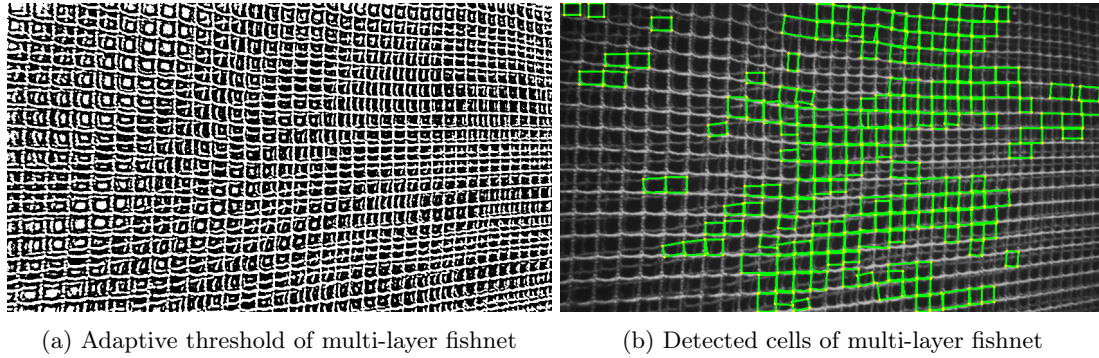 (a) Adaptive threshold of multi-layer fishnet
(b) Detected cells of multi-layer fishnet